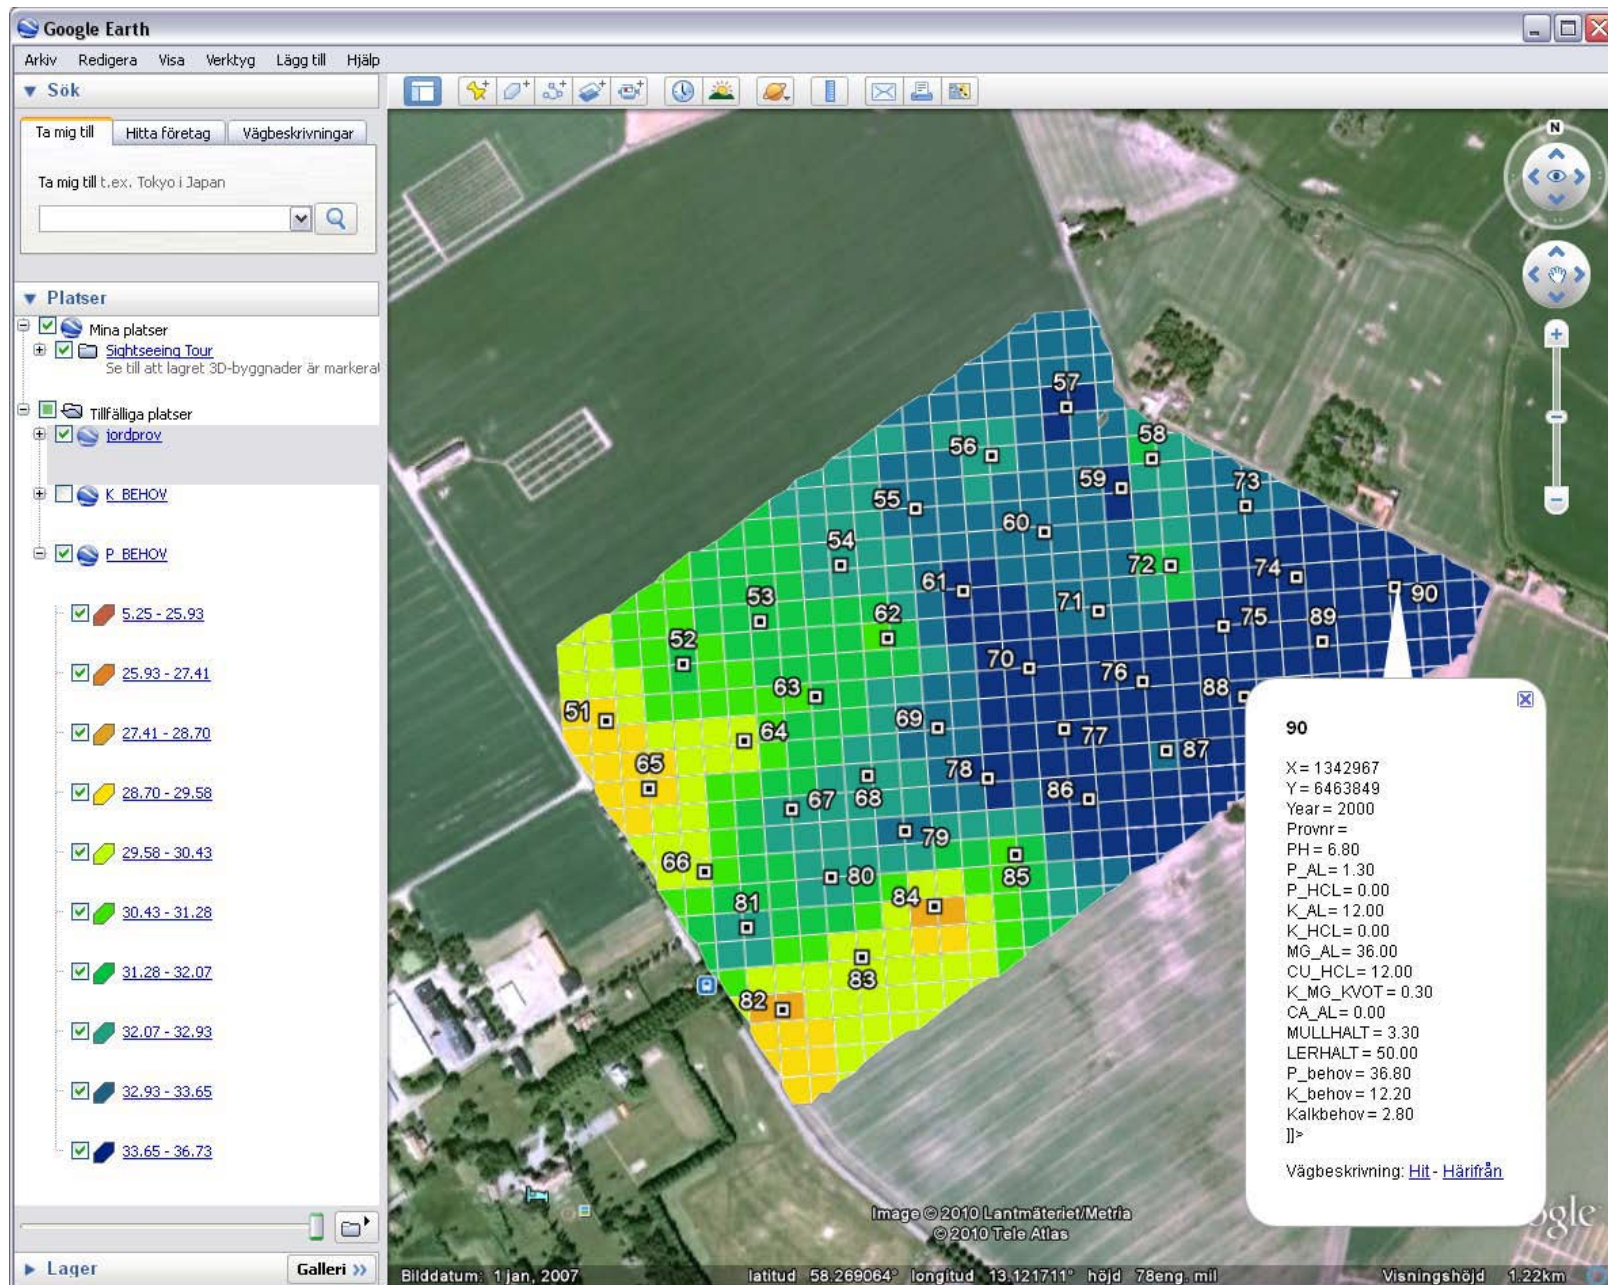 Google Earth
Arkiv Redigera Visa Verktyg Lägg till Hjälp
Sök
Ta mig till Hitta företag Vägbeskrivningar
Ta mig till t.ex. Tokyo i Japan
Platser
Mina platser
Sightseeing Tour
Se till att lagret 3D-byggnader är markera
Tillfälliga platser
jordprov
K_BEHOV
P_BEHOV
5.25 - 25.93
25.93 - 27.41
27.41 - 28.70
28.70 - 29.58
29.58 - 30.43
30.43 - 31.28
31.28 - 32.07
32.07 - 32.93
32.93 - 33.65
33.65 - 36.73
Lager
Galleri
N
57
58
56
59
73
55
60
54
72
74
61
90
53
71
75
89
62
52
70
76
63
88
51
69
64
77
87
65
78
86
67
68
79
66
85
80
84
81
83
82
90
X = 1342967
Y = 6463849
Year = 2000
Provnr =
PH = 6.80
P_AL= 1.30
P_HCL= 0.00
K_AL= 12.00
K_HCL= 0.00
MG_AL= 36.00
CU_HCL= 12.00
K_MG_KVOT = 0.30
CA_AL= 0.00
MULLHALT = 3.30
LERHALT = 50.00
P_behov = 36.80
K_behov = 12.20
Kalkbehov = 2.80
]]>
Vägbeskrivning: Hit - Härifrån
Image © 2010 Lantmäteriet/Metria
© 2010 Tele Atlas
ogle
Bilddatum: 1 jan, 2007 latitud 58.269064° longitud 13.121711° höjd 78eng. mil Visningshöjd 1.22km